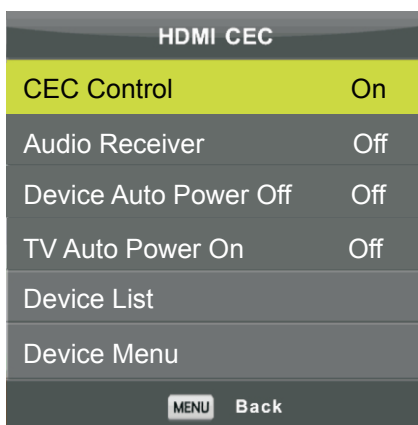 HDMI CEC
CEC Control On
Audio Receiver Off
Device Auto Power Off Off
TV Auto Power On Off
Device List
Device Menu
MENU Back